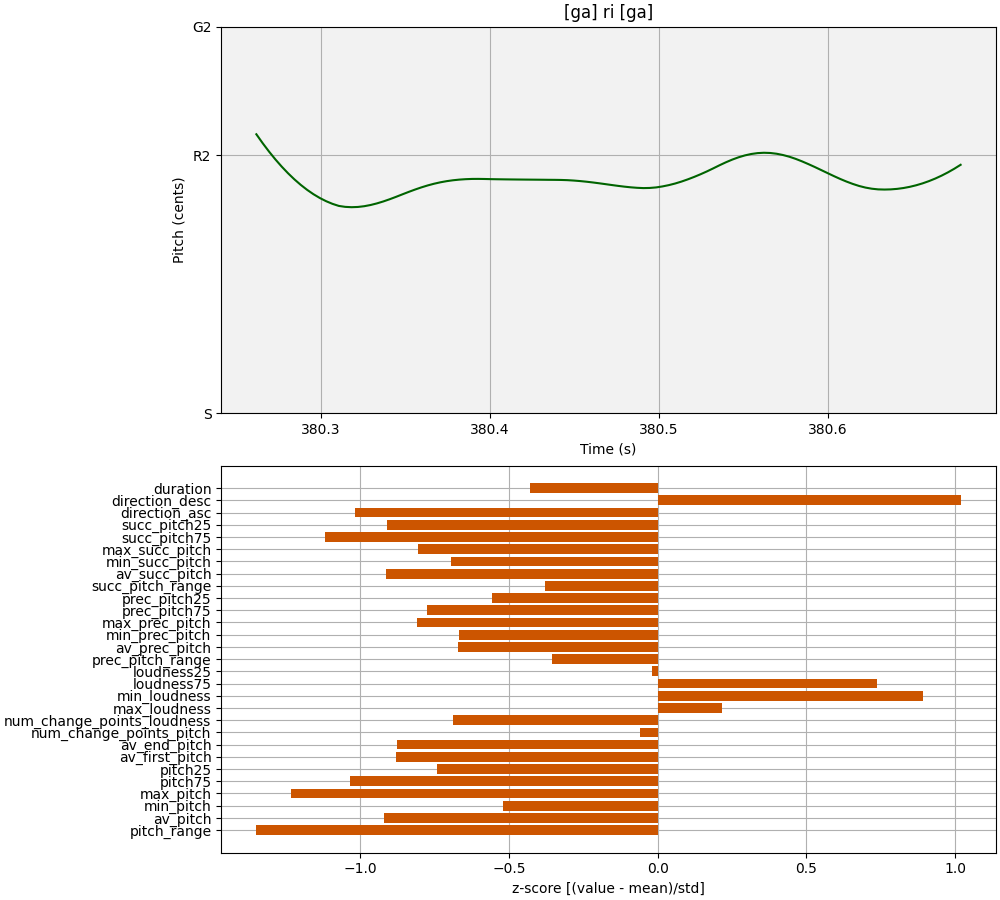 [ga] ri [ga]
G2
R2
S
Pitch (cents)
380.3 380.4 380.5 380.6
Time (s)
duration
direction_desc
direction_asc
succ_pitch25
succ_pitch75
max_succ_pitch
min_succ_pitch
av_succ_pitch
succ_pitch_range
prec_pitch25
prec_pitch75
max_prec_pitch
min_prec_pitch
av_prec_pitch
prec_pitch_range
loudness25
loudness75
min_loudness
max_loudness
num_change_points_loudness
num_change_points_pitch
av_end_pitch
av_first_pitch
pitch25
pitch75
max_pitch
min_pitch
av_pitch
pitch_range
−1.0 −0.5 0.0 0.5 1.0
z-score [(value - mean)/std]